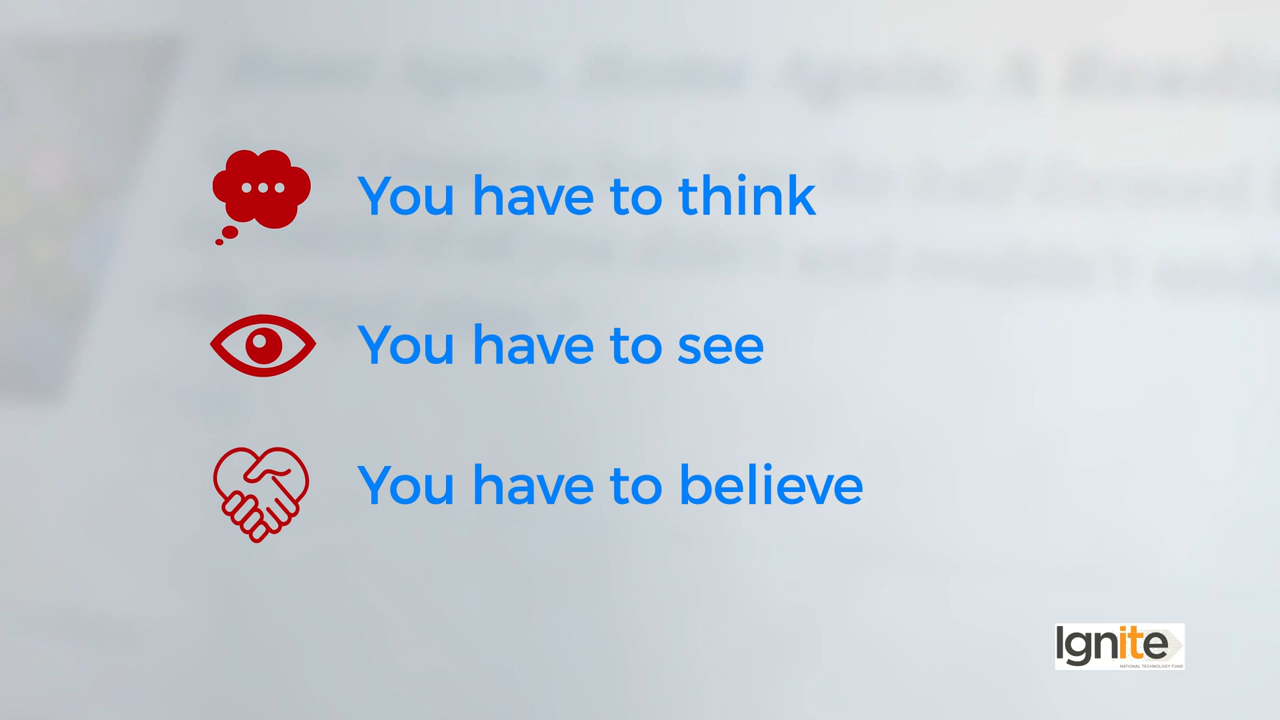 You have to think
You have to see
You have to believe
Ignite
NATIONAL TECHNOLOGY FUND